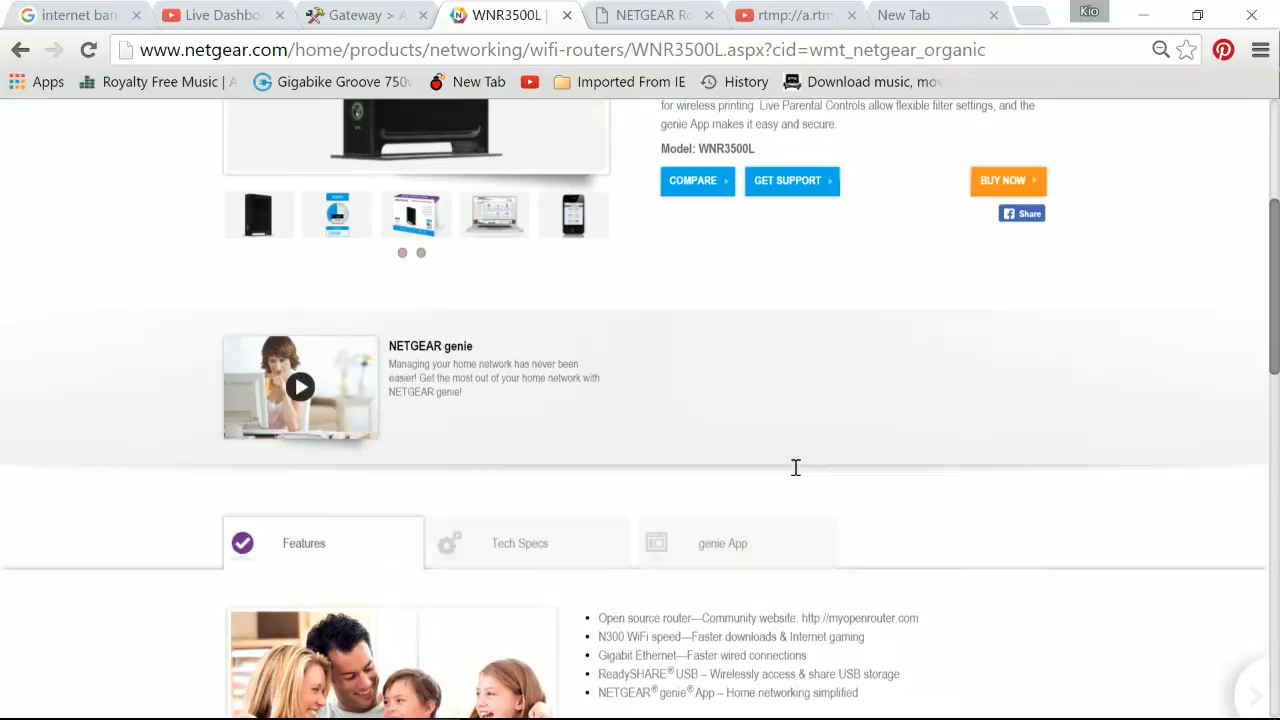 internet ban
Live Dashbo
Gateway > A
WNR3500L |
NETGEAR Ro
rtmp://a.rtm
New Tab
Kio
www.netgear.com/home/products/networking/wifi-routers/WNR3500L.aspx?cid=wmt_netgear_organic
Apps
Royalty Free Music | A
Gigabike Groove 750v
New Tab
Imported From IE
History
Download music, mov
for wireless printing. Live Parental Controls allow flexible filter settings, and the
genie App makes it easy and secure.
Model: WNR3500L
COMPARE
GET SUPPORT
BUY NOW
Share
NETGEAR genie
Managing your home network has never been
easier! Get the most out of your home network with
NETGEAR genie!
Features
Tech Specs
genie App
• Open source router—Community website. http://myopenrouter.com
• N300 WiFi speed—Faster downloads & Internet gaming
• Gigabit Ethernet—Faster wired connections
• ReadySHARE® USB – Wirelessly access & share USB storage
• NETGEAR® genie® App – Home networking simplified